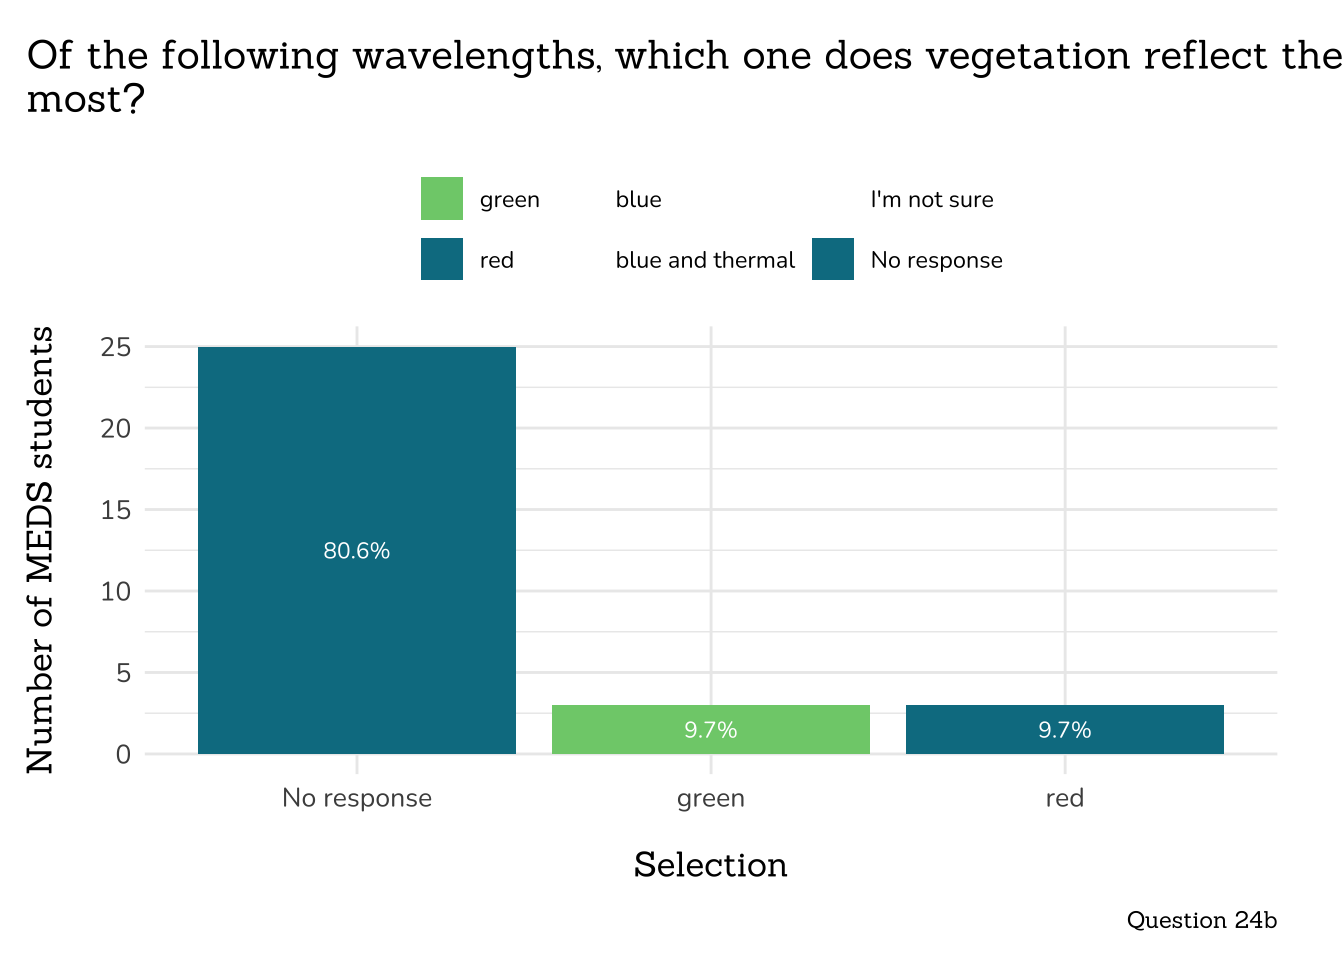 Of the following wavelengths, which one does vegetation reflect the
most?
green blue I'm not sure
red blue and thermal No response
Number of MEDS students
25
20
15
10
5
0
80.6%
9.7%
9.7%
No response green red
Selection
Question 24b